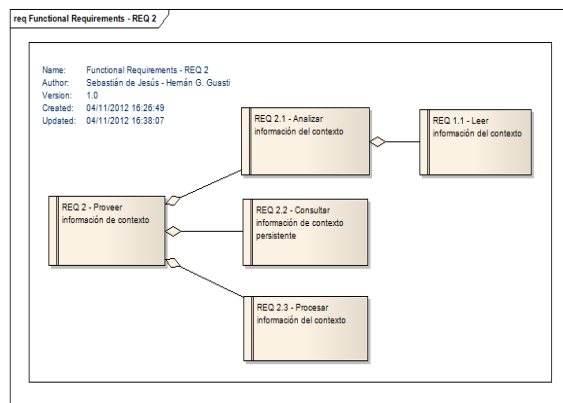 req Functional Requirements - REQ 2
Name: Functional Requirements - REQ 2
Author: Sebastián de Jesús - Hernán G. Guasti
Version: 1.0
Created: 04/11/2012 16:26:49
Updated: 04/11/2012 16:38:07
REQ 2.1 - Analizar
información del contexto
REQ 1.1 - Leer
información del contexto
REQ 2 - Proveer
información de contexto
REQ 2.2 - Consultar
información de contexto
persistente
REQ 2.3 - Procesar
información del contexto